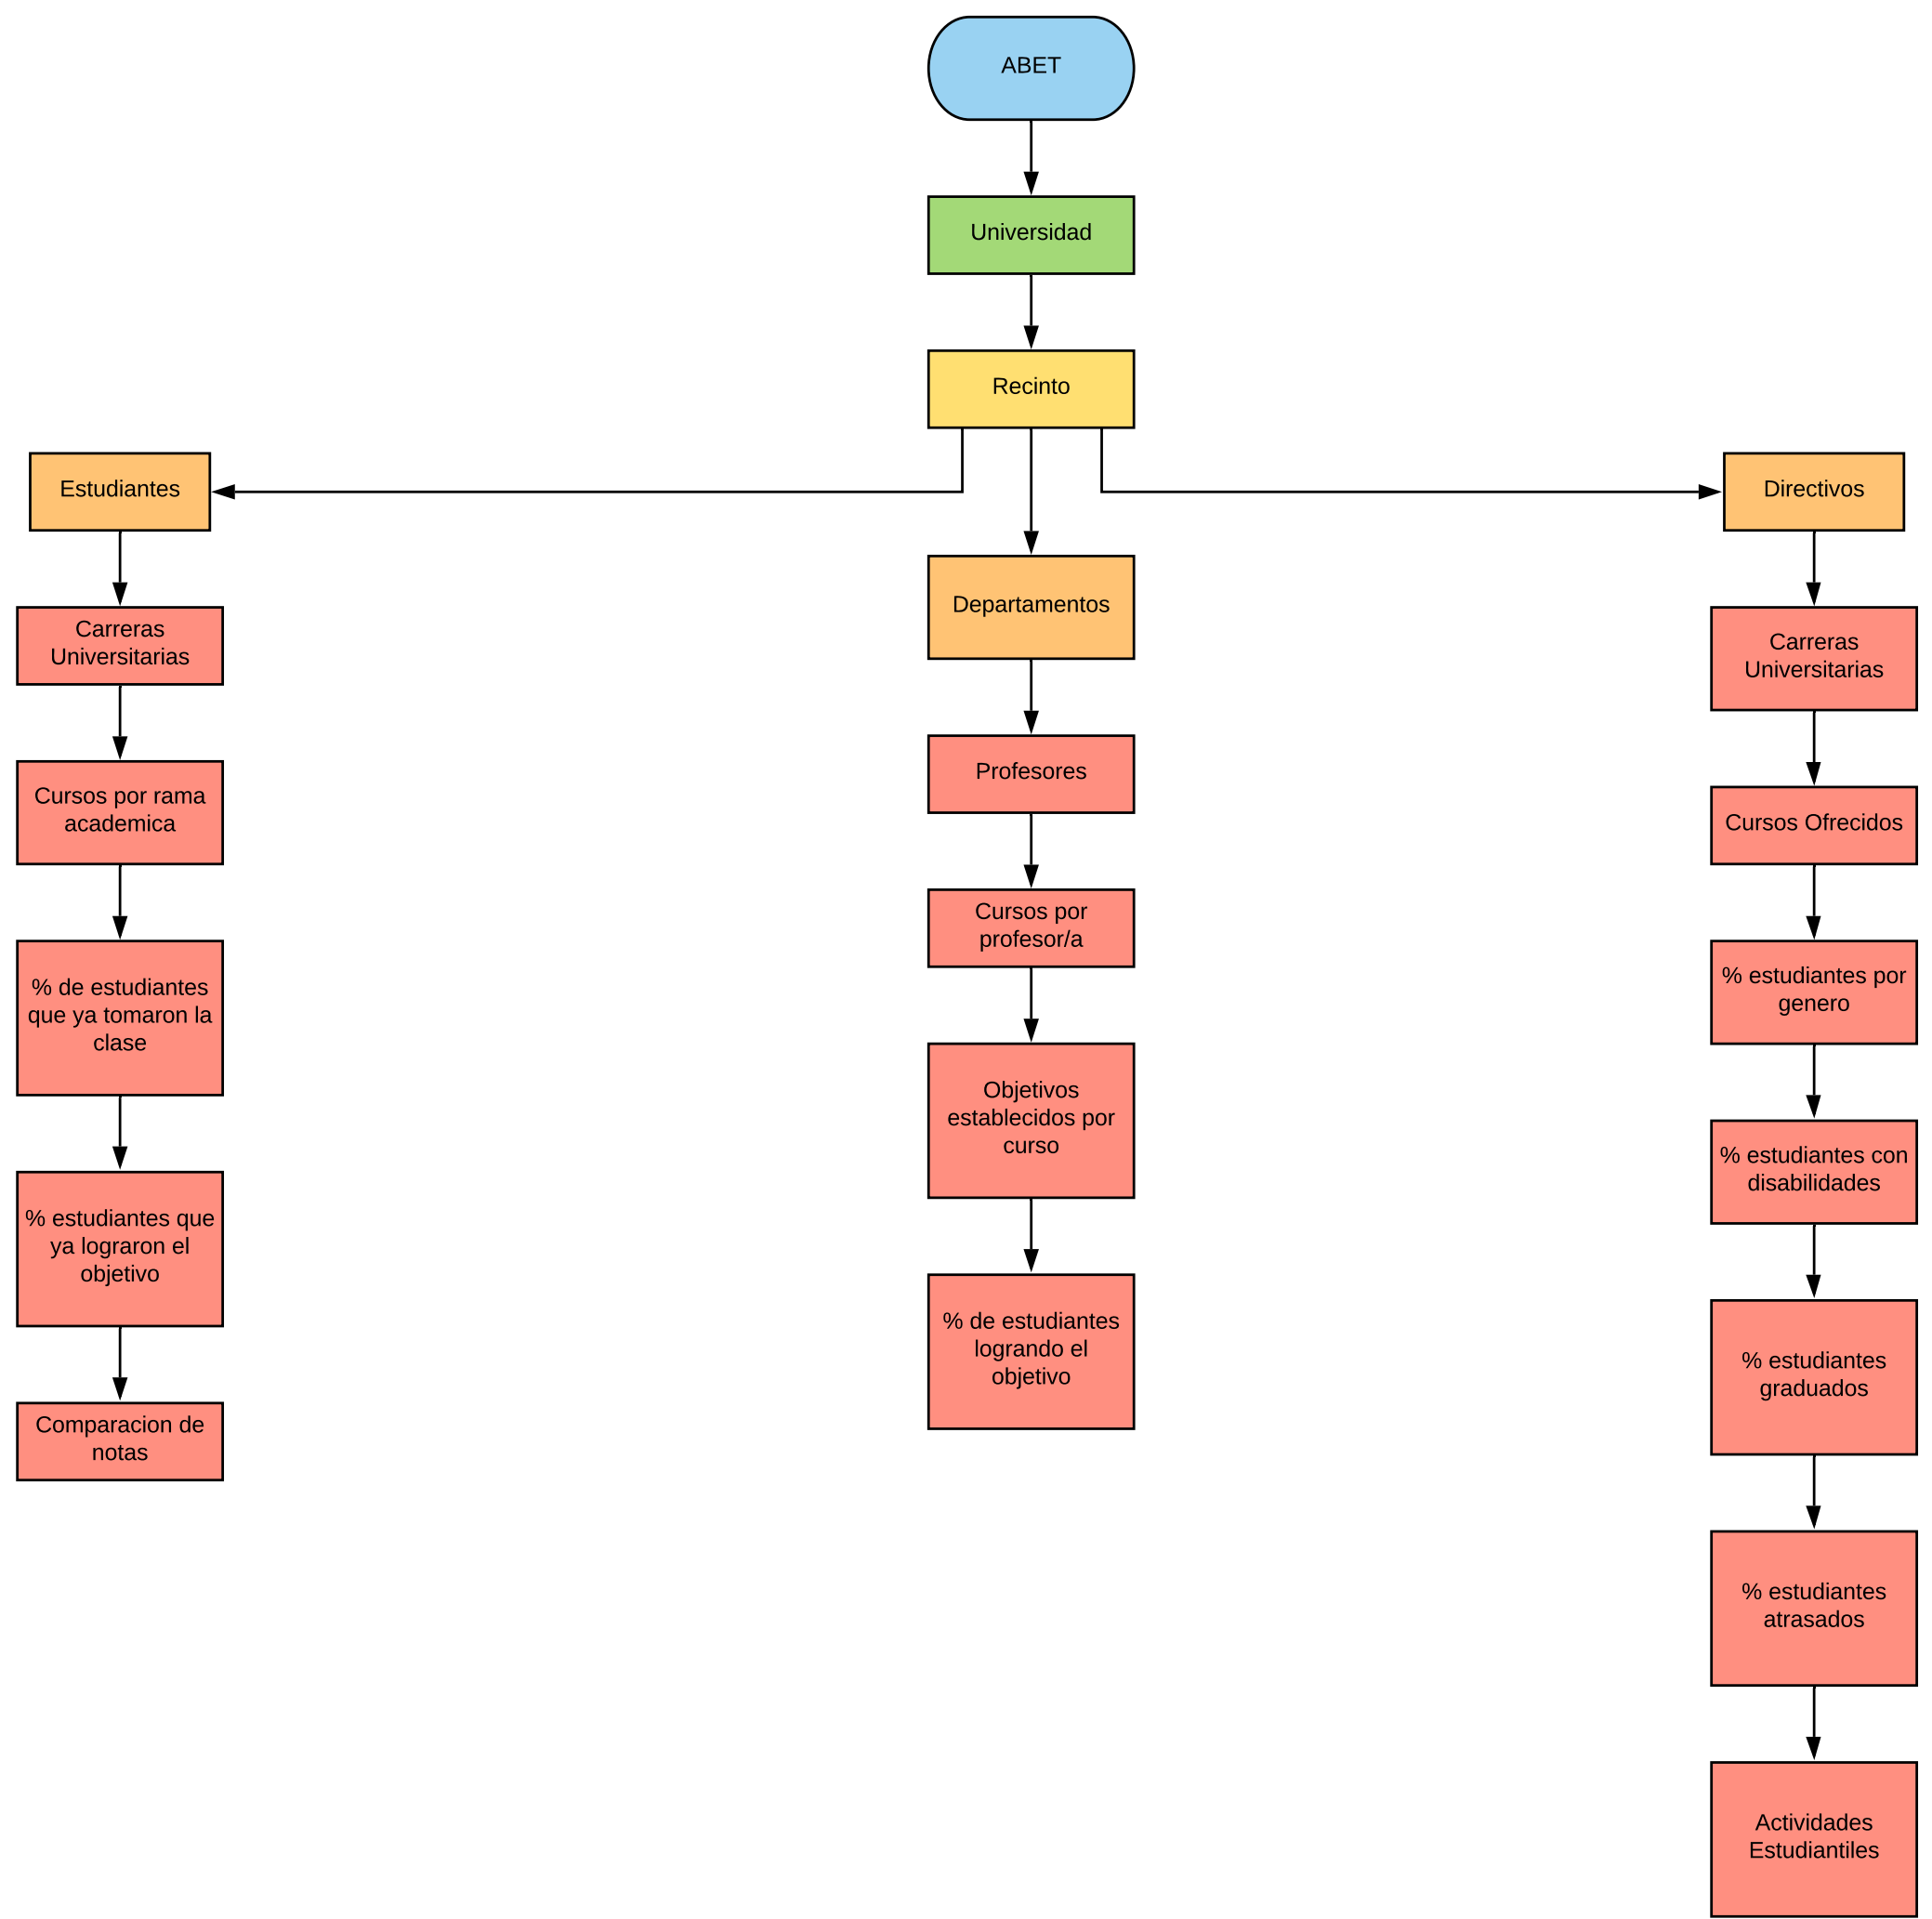 ABET
Universidad
Recinto
Estudiantes
Carreras
Universitarias
Cursos por rama
academica
% de estudiantes
que ya tomaron la
clase
% estudiantes que
ya lograron el
objetivo
Comparacion de
notas
Departamentos
Profesores
Cursos por
profesor/a
Objetivos
establecidos por
curso
% de estudiantes
logrando el
objetivo
Directivos
Carreras
Universitarias
Cursos Ofrecidos
% estudiantes por
genero
% estudiantes con
disabilidades
% estudiantes
graduados
% estudiantes
atrasados
Actividades
Estudiantiles